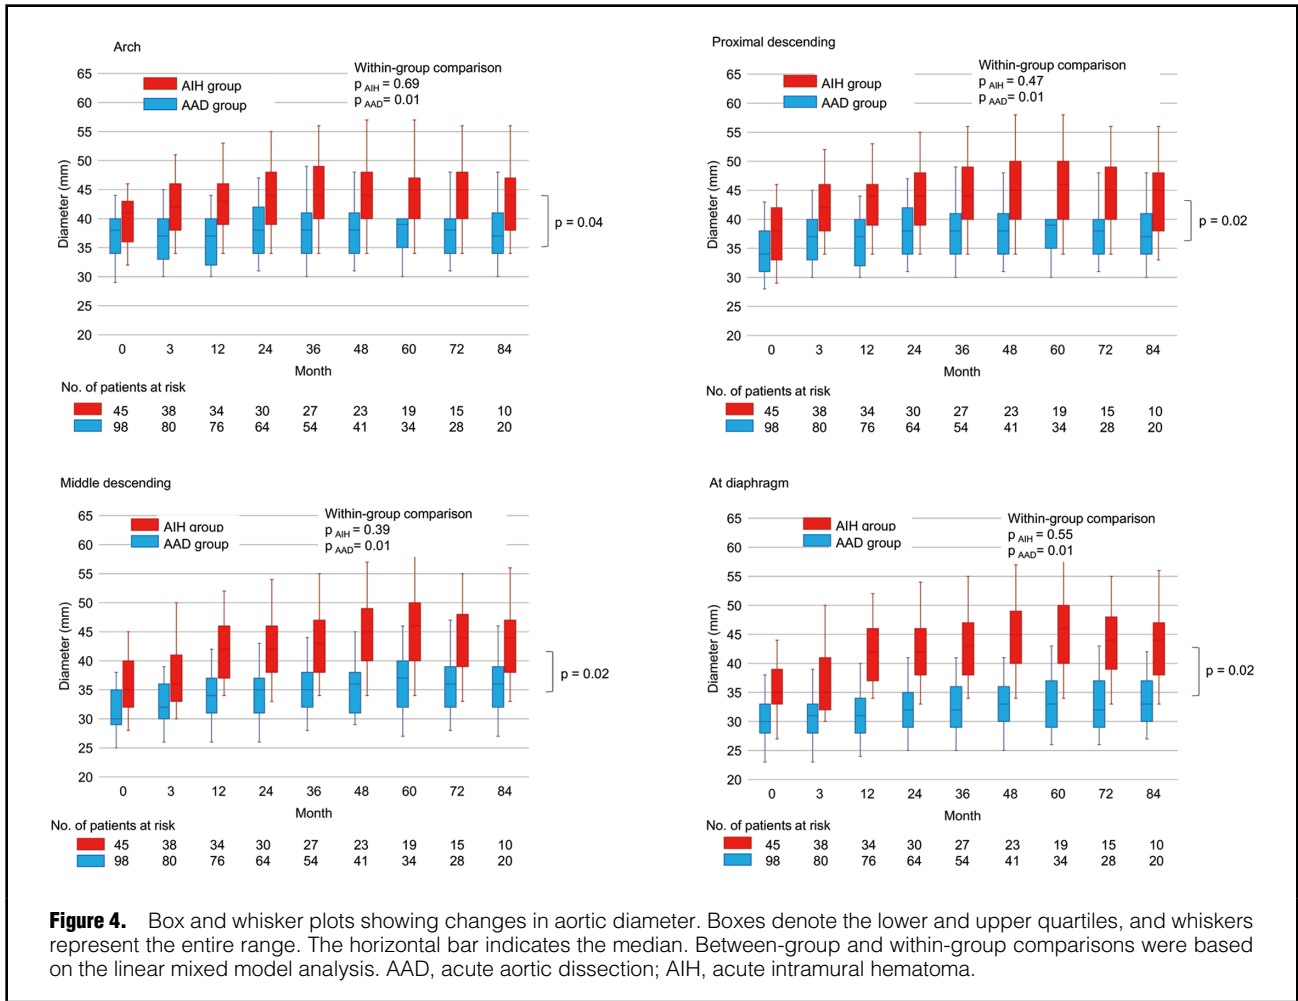 Arch
65
60
55
50
45
40
35
30
25
20
Diameter (mm)
AIH group
AAD group
Within-group comparison
p AIH = 0.69
p AAD = 0.01
p = 0.04
0 3 12 24 36 48 60 72 84
Month
No. of patients at risk
45 38 34 30 27 23 19 15 10
98 80 76 64 54 41 34 28 20
Proximal descending
65
60
55
50
45
40
35
30
25
20
Diameter (mm)
AIH group
AAD group
Within-group comparison
p AIH = 0.47
p AAD = 0.01
p = 0.02
0 3 12 24 36 48 60 72 84
Month
No. of patients at risk
45 38 34 30 27 23 19 15 10
98 80 76 64 54 41 34 28 20
Middle descending
65
60
55
50
45
40
35
30
25
20
Diameter (mm)
AIH group
AAD group
Within-group comparison
p AIH = 0.39
p AAD = 0.01
p = 0.02
0 3 12 24 36 48 60 72 84
Month
No. of patients at risk
45 38 34 30 27 23 19 15 10
98 80 76 64 54 41 34 28 20
At diaphragm
65
60
55
50
45
40
35
30
25
20
Diameter (mm)
AIH group
AAD group
Within-group comparison
p AIH = 0.55
p AAD = 0.01
p = 0.02
0 3 12 24 36 48 60 72 84
Month
No. of patients at risk
45 38 34 30 27 23 19 15 10
98 80 76 64 54 41 34 28 20
Figure 4. Box and whisker plots showing changes in aortic diameter. Boxes denote the lower and upper quartiles, and whiskers
represent the entire range. The horizontal bar indicates the median. Between-group and within-group comparisons were based
on the linear mixed model analysis. AAD, acute aortic dissection; AIH, acute intramural hematoma.